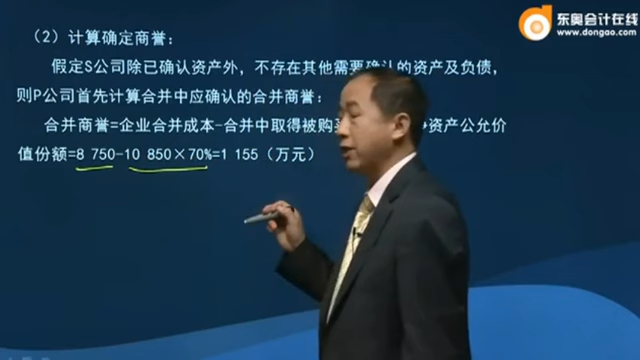 东奥会计在线
www.dongao.com
（2）计算确定商誉：
假定S公司除已确认资产外，不存在其他需要确认的资产及负债，
则P公司首先计算合并中应确认的合并商誉：
合并商誉=企业合并成本-合并中取得被购 资产公允价
值份额=8 750-10 850×70%=1 155（万元）